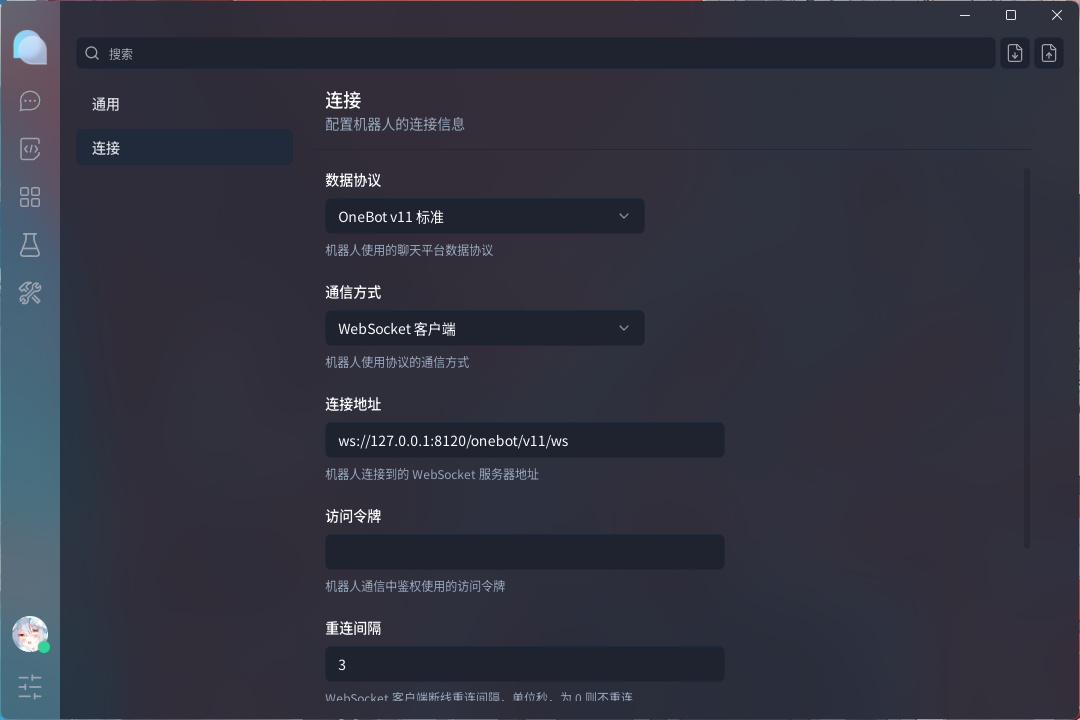 搜索
通用
连接
连接
配置机器人的连接信息
数据协议
OneBot v11 标准
机器人使用的聊天平台数据协议
通信方式
WebSocket 客户端
机器人使用协议的通信方式
连接地址
ws://127.0.0.1:8120/onebot/v11/ws
机器人连接到的 WebSocket 服务器地址
访问令牌
机器人通信中鉴权使用的访问令牌
重连间隔
3
WebSocket 客户端断线重连间隔，单位秒，为 0 则不重连